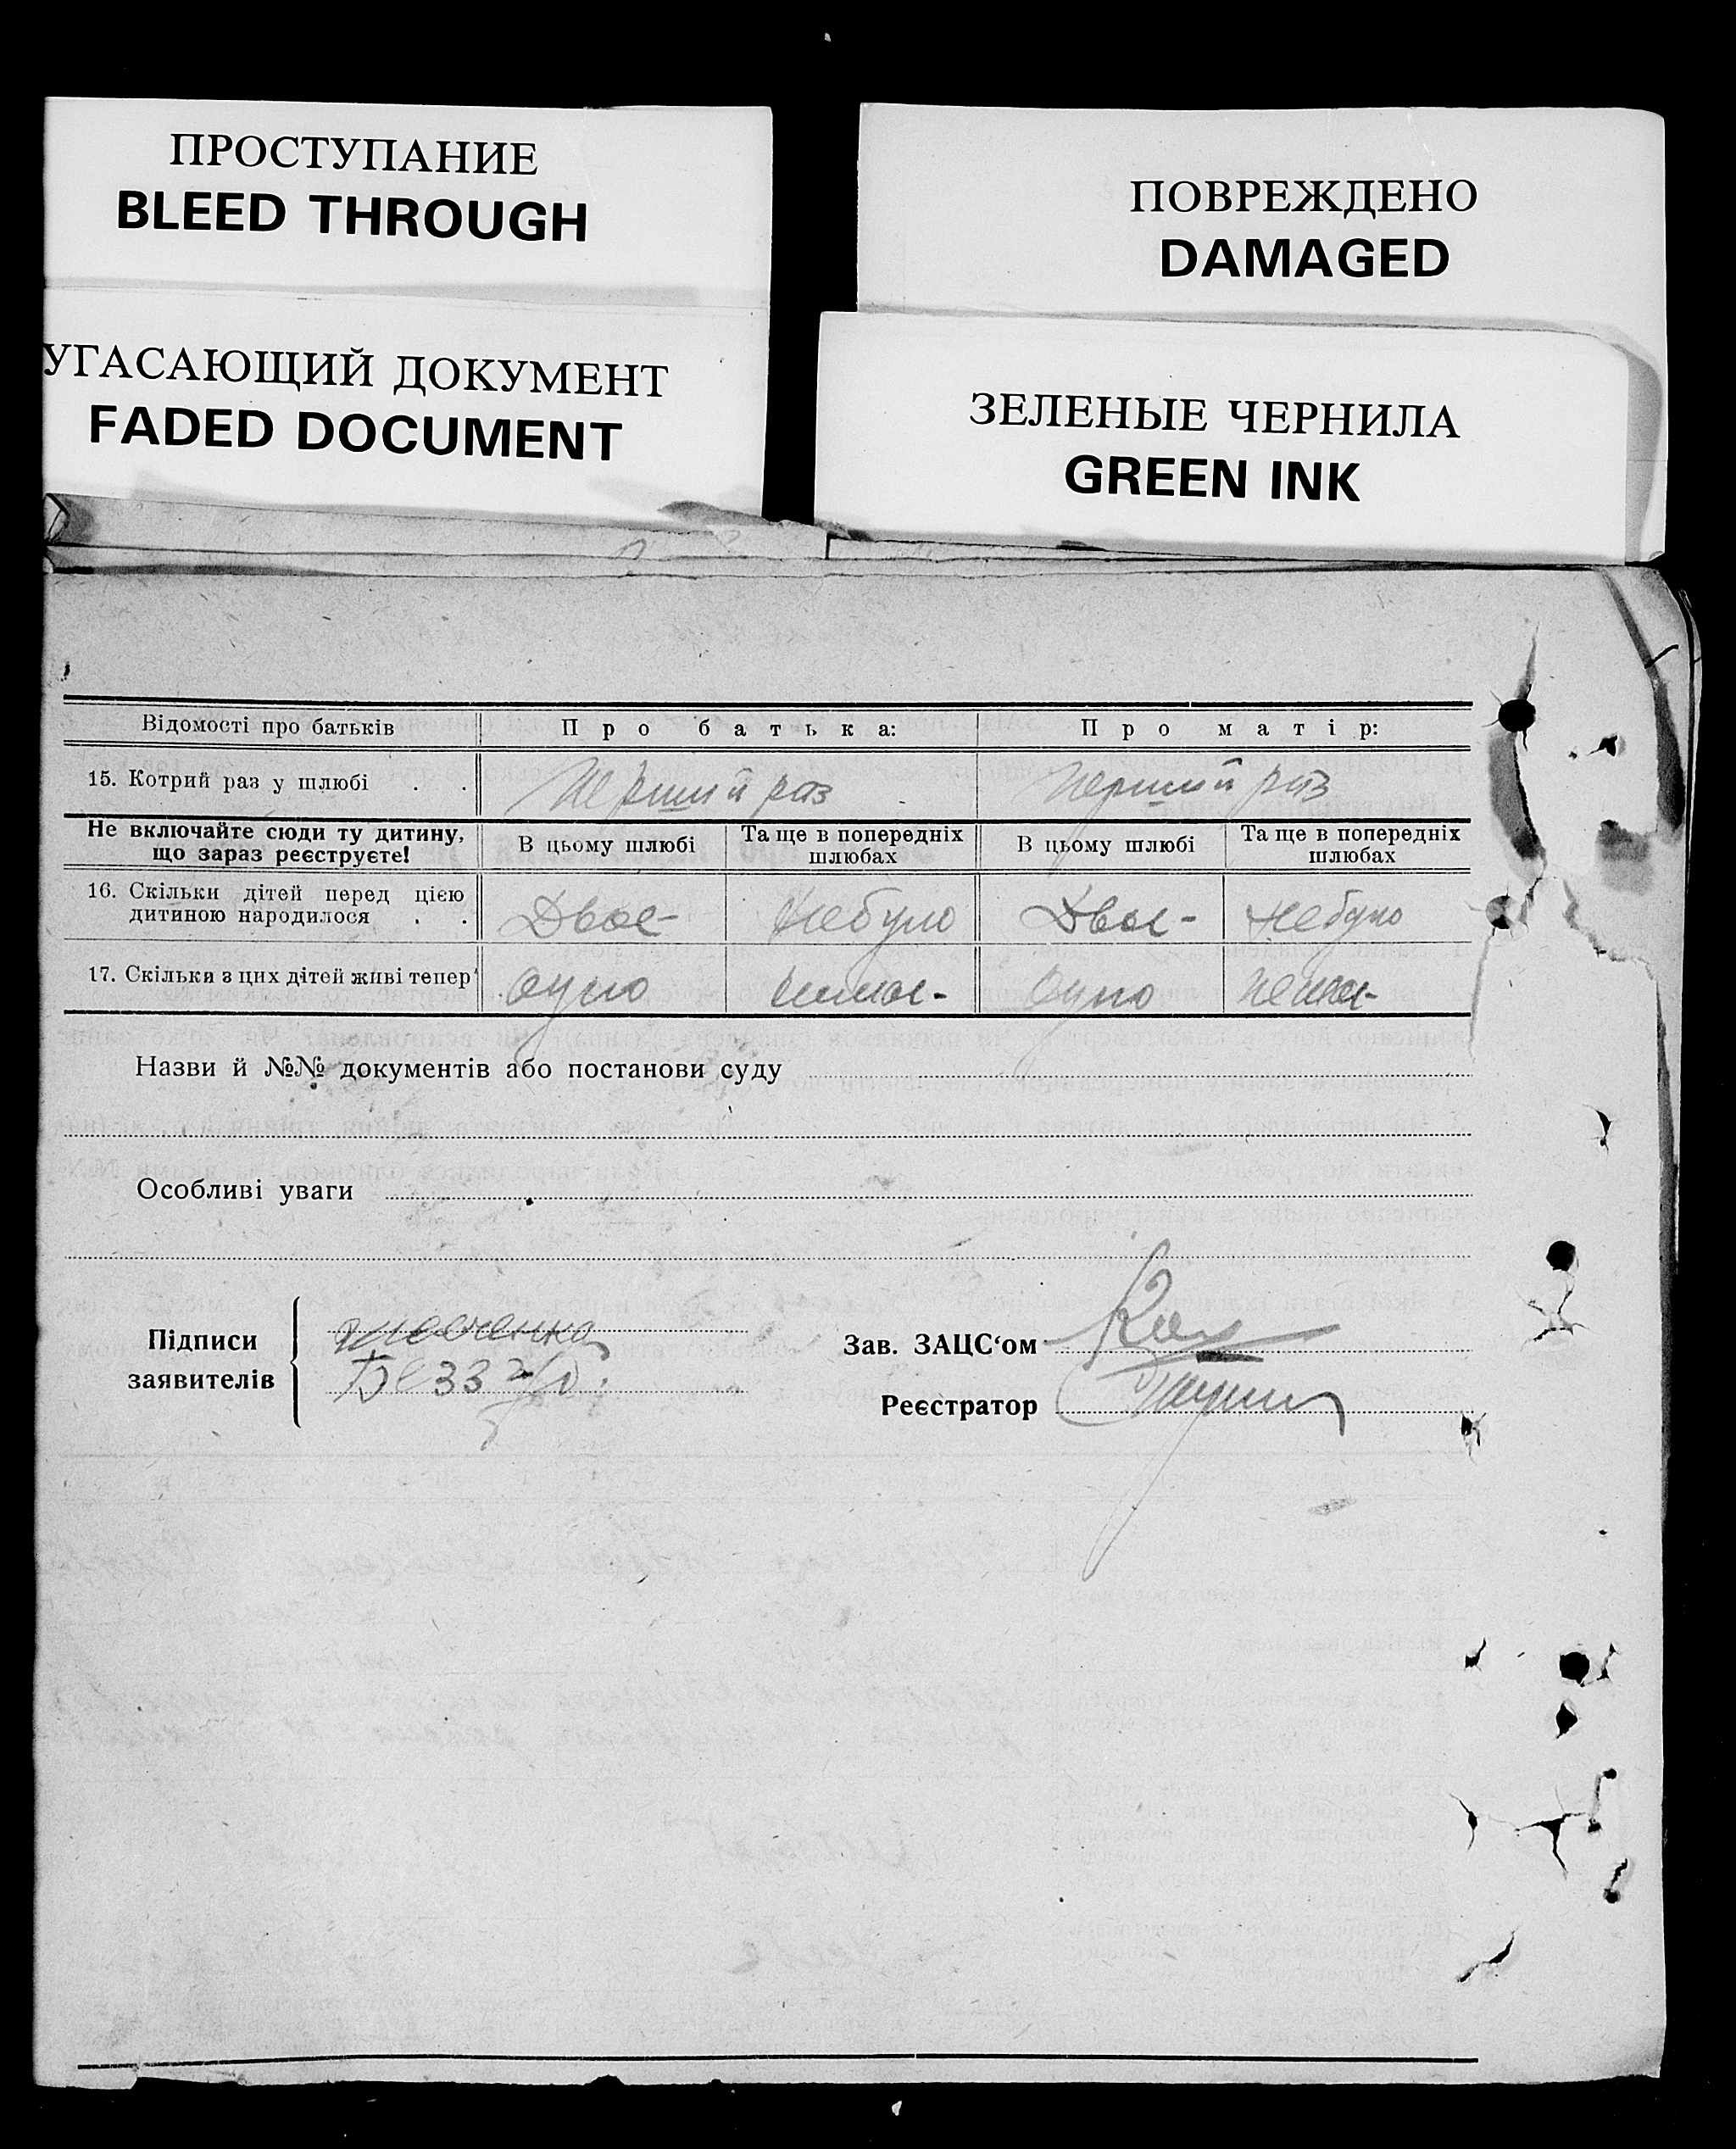 ПРОСТУПАНИЕ
BLEED THROUGH
УГАСАЮЩИЙ ДОКУМЕНТ
FADED DOCUMENT
ПОВРЕЖДЕНО
DAMAGED
ЗЕЛЕНЫЕ ЧЕРНИЛА
GREEN INK
Відомості про батьків Про батька: Про матір:
15. Котрий раз у шлюбі . . Перший раз Перший раз
Не включайте сюди ту дитину, що зараз реєструєте! В цьому шлюбі Та ще в попередніх шлюбах В цьому шлюбі Та ще в попередніх шлюбах
16. Скільки дітей перед цією дитиною народилося . . Двоє- Небуло Двоє- Небуло
17. Скільки з цих дітей живі тепер Одно немає- Одно немає-
Назви й №№ документів або постанови суду
Особливі уваги
Підписи заявителів
Зав. ЗАЦС‘ом
Реєстратор